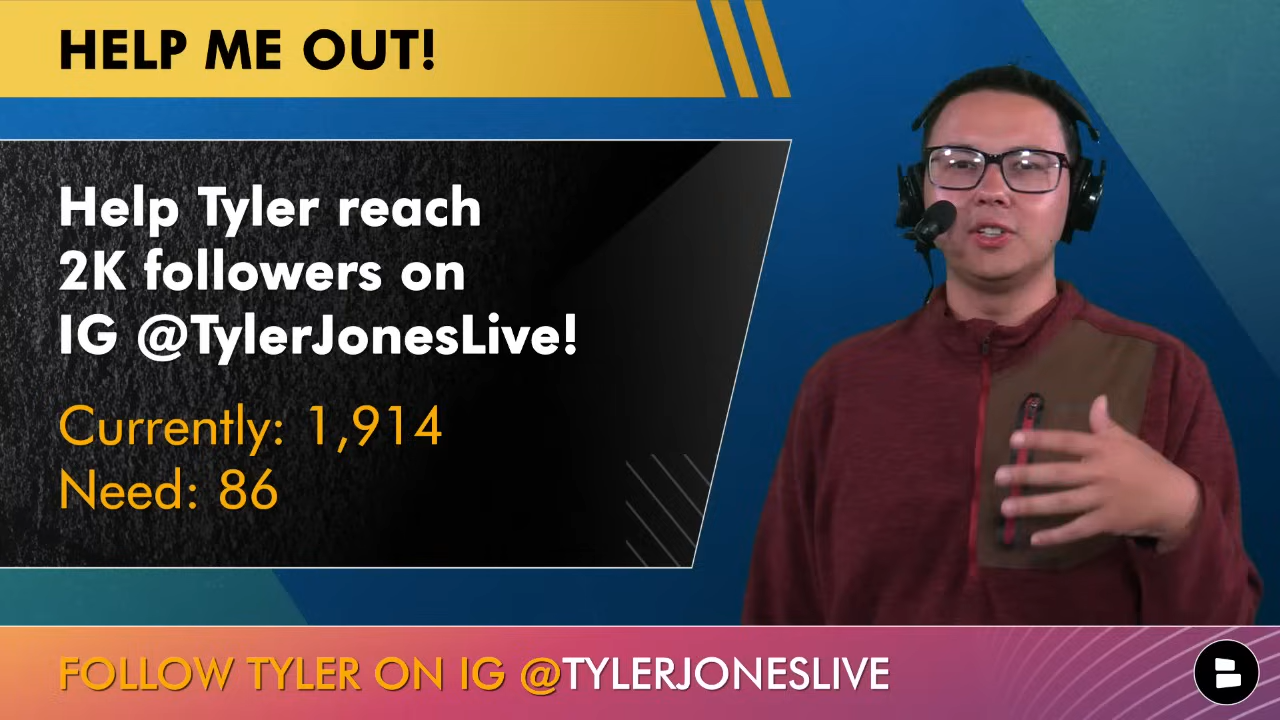 HELP ME OUT!
Help Tyler reach
2K followers on
IG @TylerJonesLive!
Currently: 1,914
Need: 86
FOLLOW TYLER ON IG @TYLERJONESLIVE